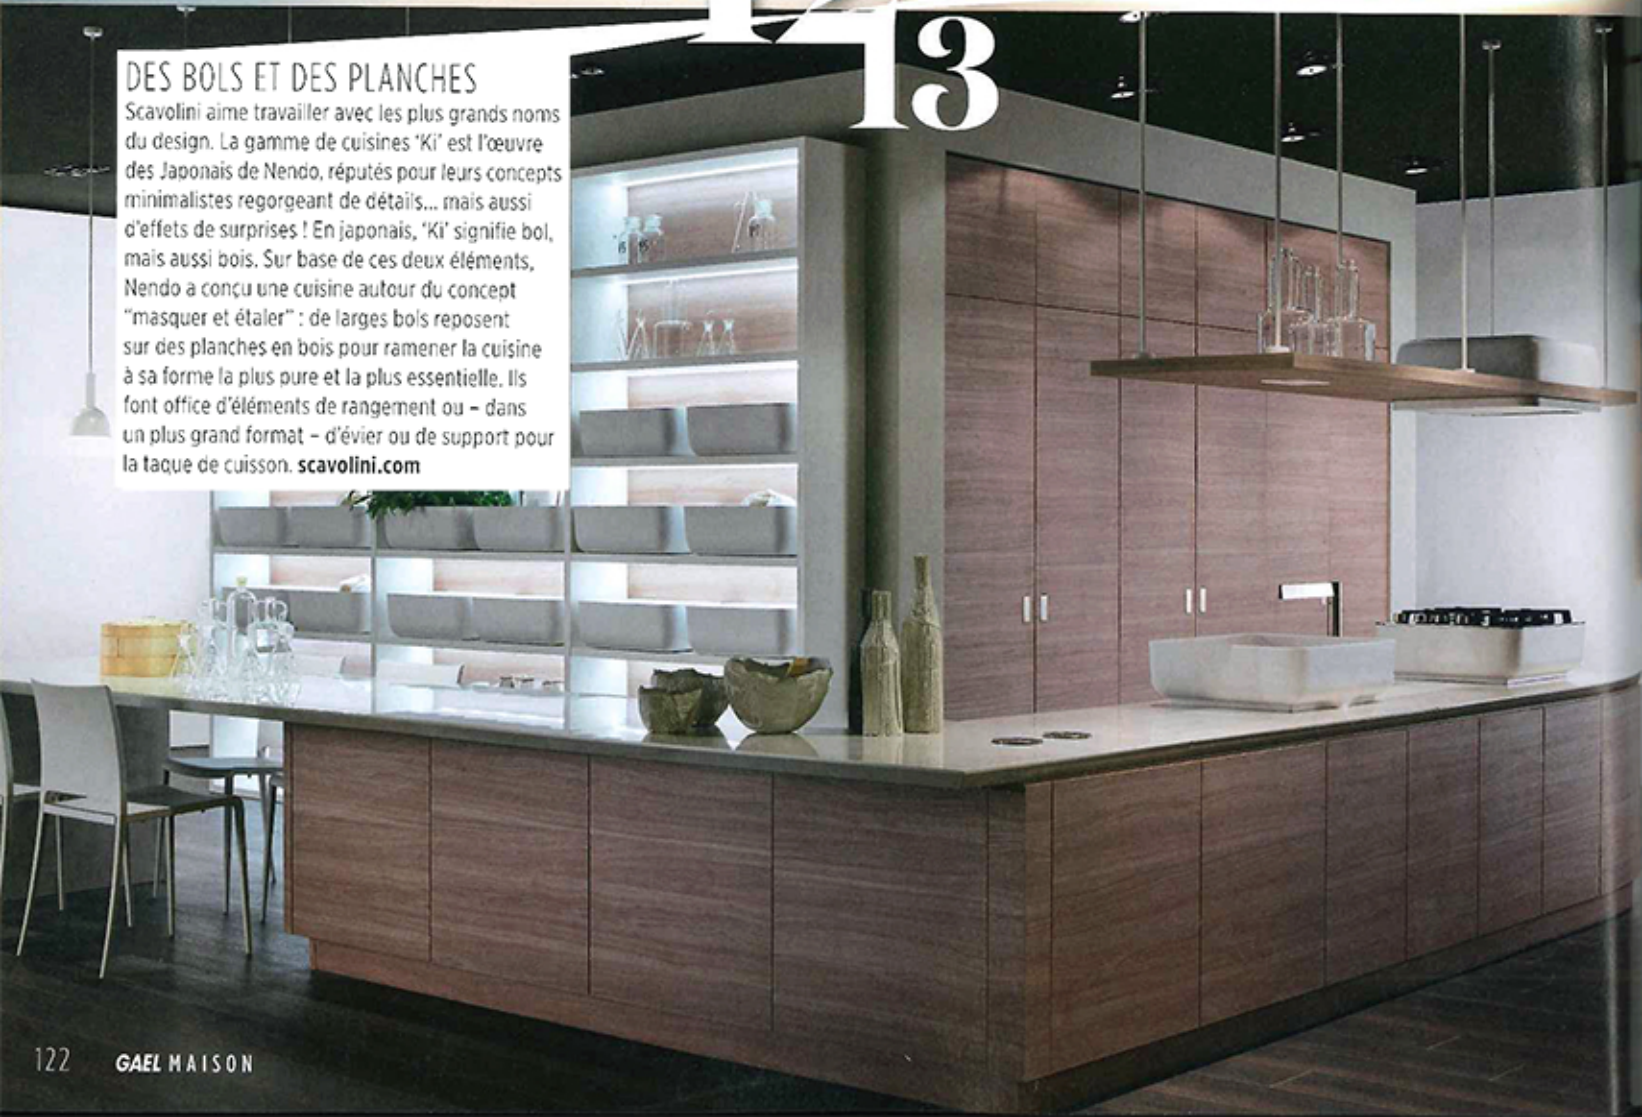 13
DES BOLS ET DES PLANCHES
Scavolini aime travailler avec les plus grands noms
du design. La gamme de cuisines ‘Ki’ est l’œuvre
des Japonais de Nendo, réputés pour leurs concepts
minimalistes regorgeant de détails... mais aussi
d’effets de surprises ! En japonais, ‘Ki’ signifie bol,
mais aussi bois. Sur base de ces deux éléments,
Nendo a conçu une cuisine autour du concept
“masquer et étaler” : de larges bols reposent
sur des planches en bois pour ramener la cuisine
à sa forme la plus pure et la plus essentielle. Ils
font office d’éléments de rangement ou – dans
un plus grand format – d’évier ou de support pour
la taque de cuisson. scavolini.com
122 GAEL MAISON